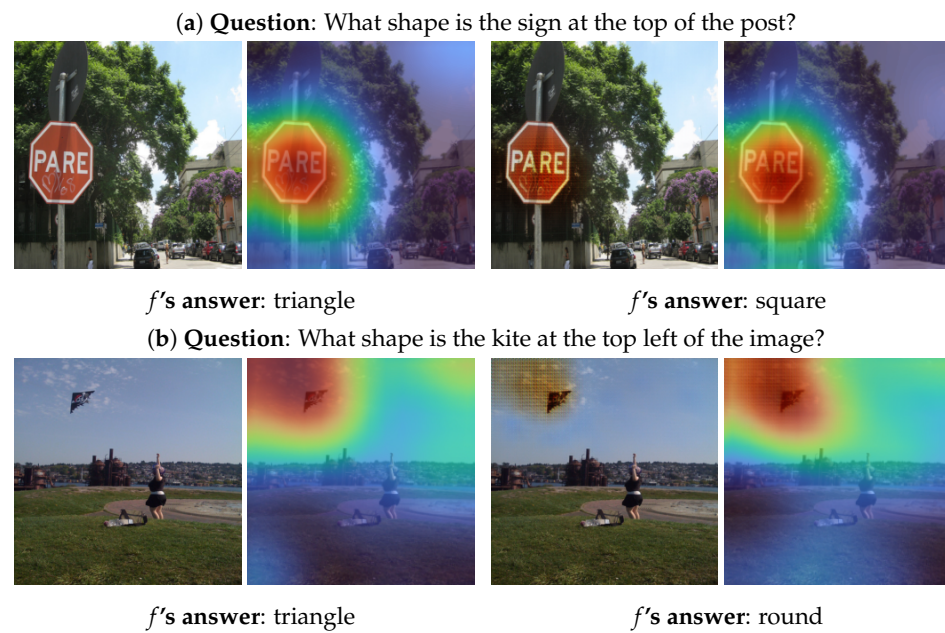 (a) Question: What shape is the sign at the top of the post?
PARE
PARE
PARE
PARE
f's answer: triangle
f's answer: square
(b) Question: What shape is the kite at the top left of the image?
f's answer: triangle
f's answer: round